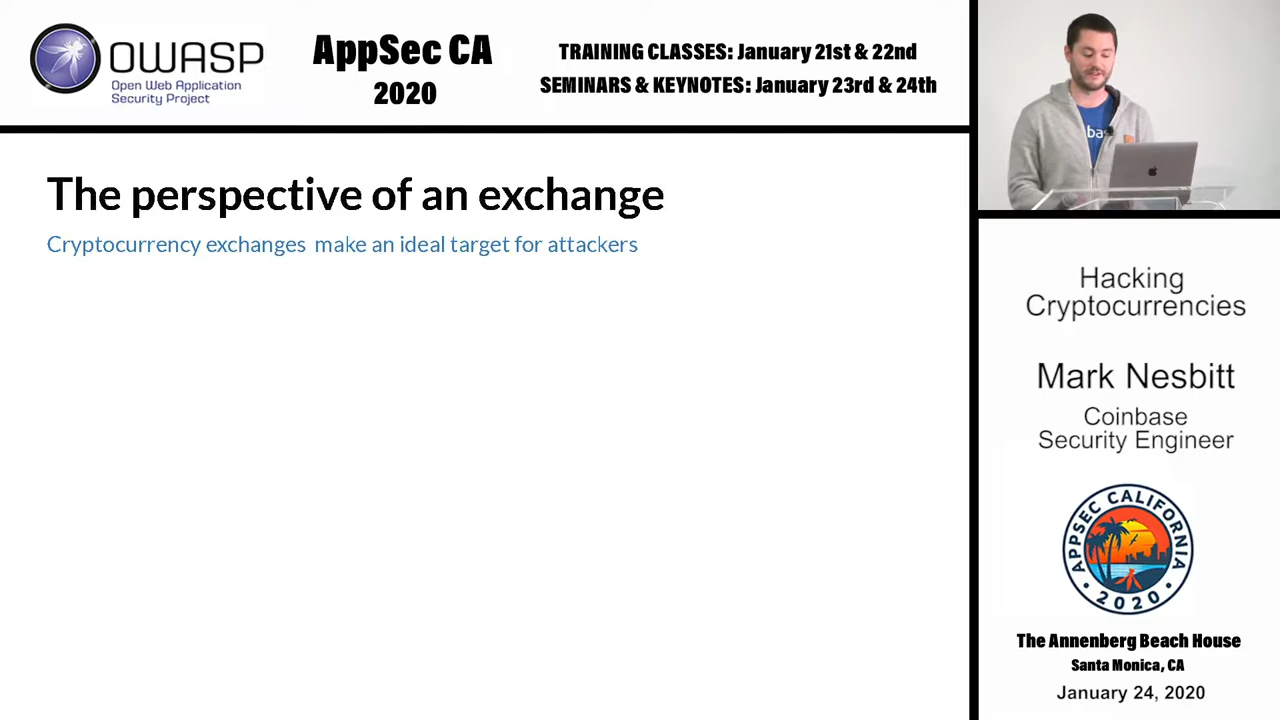 OWASP
Open Web Application
Security Project
AppSec CA
2020
TRAINING CLASSES: January 21st & 22nd
SEMINARS & KEYNOTES: January 23rd & 24th
The perspective of an exchange
Cryptocurrency exchanges make an ideal target for attackers
Hacking
Cryptocurrencies
Mark Nesbitt
Coinbase
Security Engineer
APPSEC CALIFORNIA
• 2020 •
The Annenberg Beach House
Santa Monica, CA
January 24, 2020